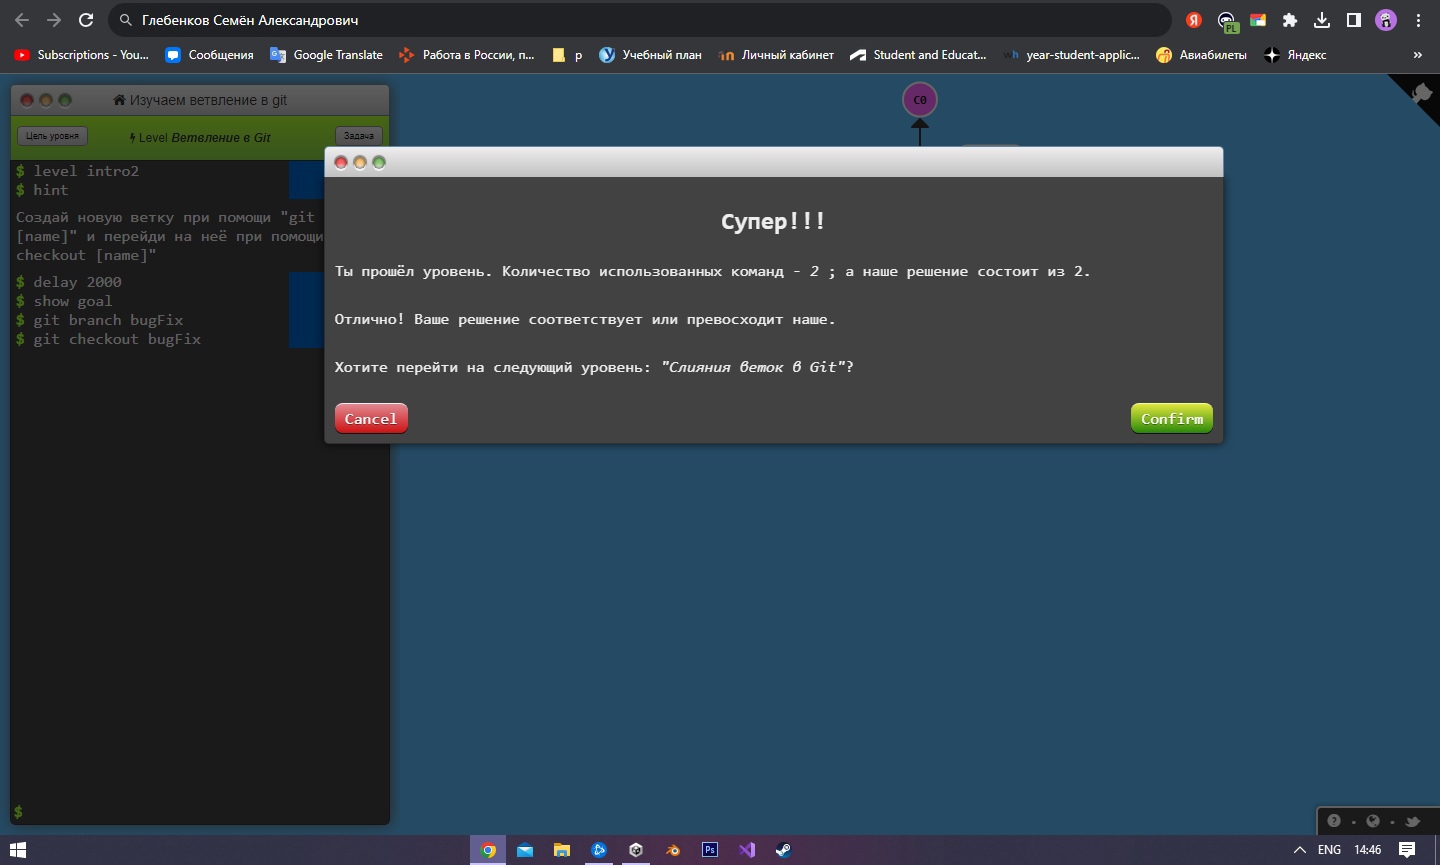 Глебенков Семён Александрович
PL
Subscriptions - You...
Сообщения
Google Translate
Работа в России, п...
р
Учебный план
Личный кабинет
Student and Educat...
wh year-student-applic...
Авиабилеты
Яндекс
»
Изучаем ветвление в git
Цель уровня
Level Ветвление в Git
Задача
$ level intro2
$ hint
Создай новую ветку при помощи "git
[name]" и перейди на неё при помощи
checkout [name]"
$ delay 2000
$ show goal
$ git branch bugFix
$ git checkout bugFix
$
C0
Супер!!!
Ты прошёл уровень. Количество использованных команд - 2 ; а наше решение состоит из 2.
Отлично! Ваше решение соответствует или превосходит наше.
Хотите перейти на следующий уровень: "Слияния веток в Git"?
Cancel
Confirm
Ps
ENG
14:46